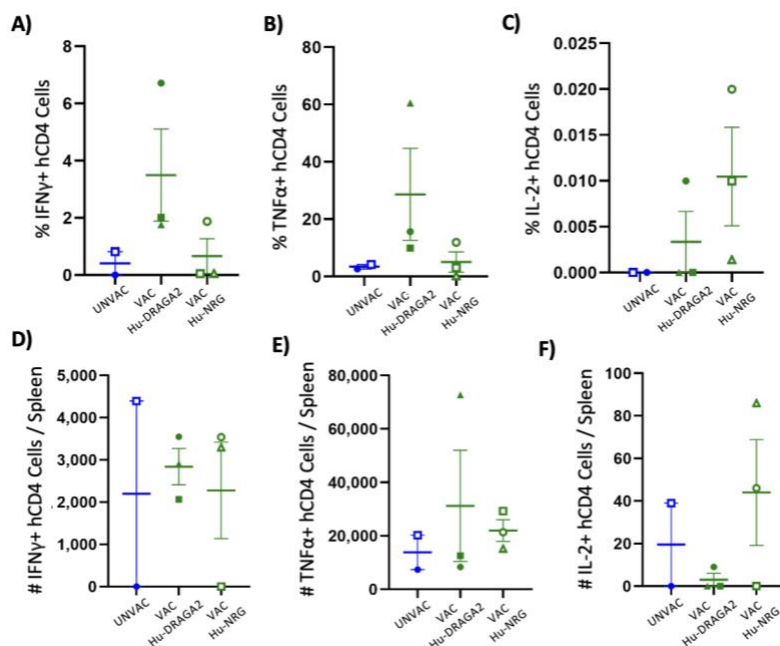 A)
% IFNγ+ hCD4 Cells
8
6
4
2
0
UNVAC
VAC
Hu-DRAGA2
VAC
Hu-NRG
B)
% TNFα+ hCD4 Cells
80
60
40
20
0
UNVAC
VAC
Hu-DRAGA2
VAC
Hu-NRG
C)
% IL-2+ hCD4 Cells
0.025
0.020
0.015
0.010
0.005
0.000
UNVAC
VAC
Hu-DRAGA2
VAC
Hu-NRG
D)
# IFNγ+ hCD4 Cells / Spleen
5,000
4,000
3,000
2,000
1,000
0
UNVAC
VAC
Hu-DRAGA2
VAC
Hu-NRG
E)
# TNFα+ hCD4 Cells / Spleen
80,000
60,000
40,000
20,000
0
UNVAC
VAC
Hu-DRAGA2
VAC
Hu-NRG
F)
# IL-2+ hCD4 Cells / Spleen
100
80
60
40
20
0
UNVAC
VAC
Hu-DRAGA2
VAC
Hu-NRG